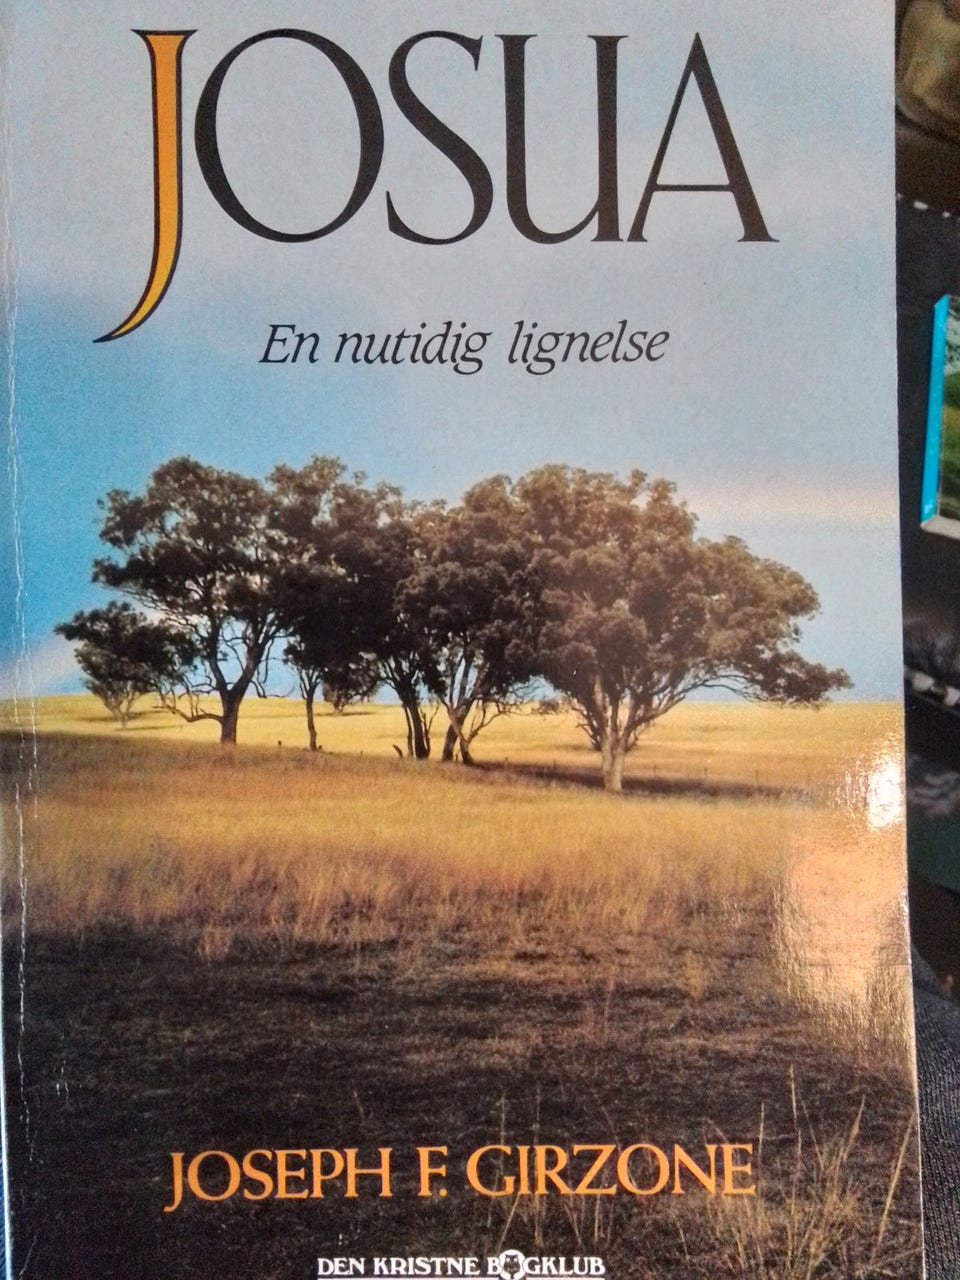 JOSUA
En nutidig lignelse
JOSEPH F. GIRZONE
DEN KRISTNE BOGKLUB